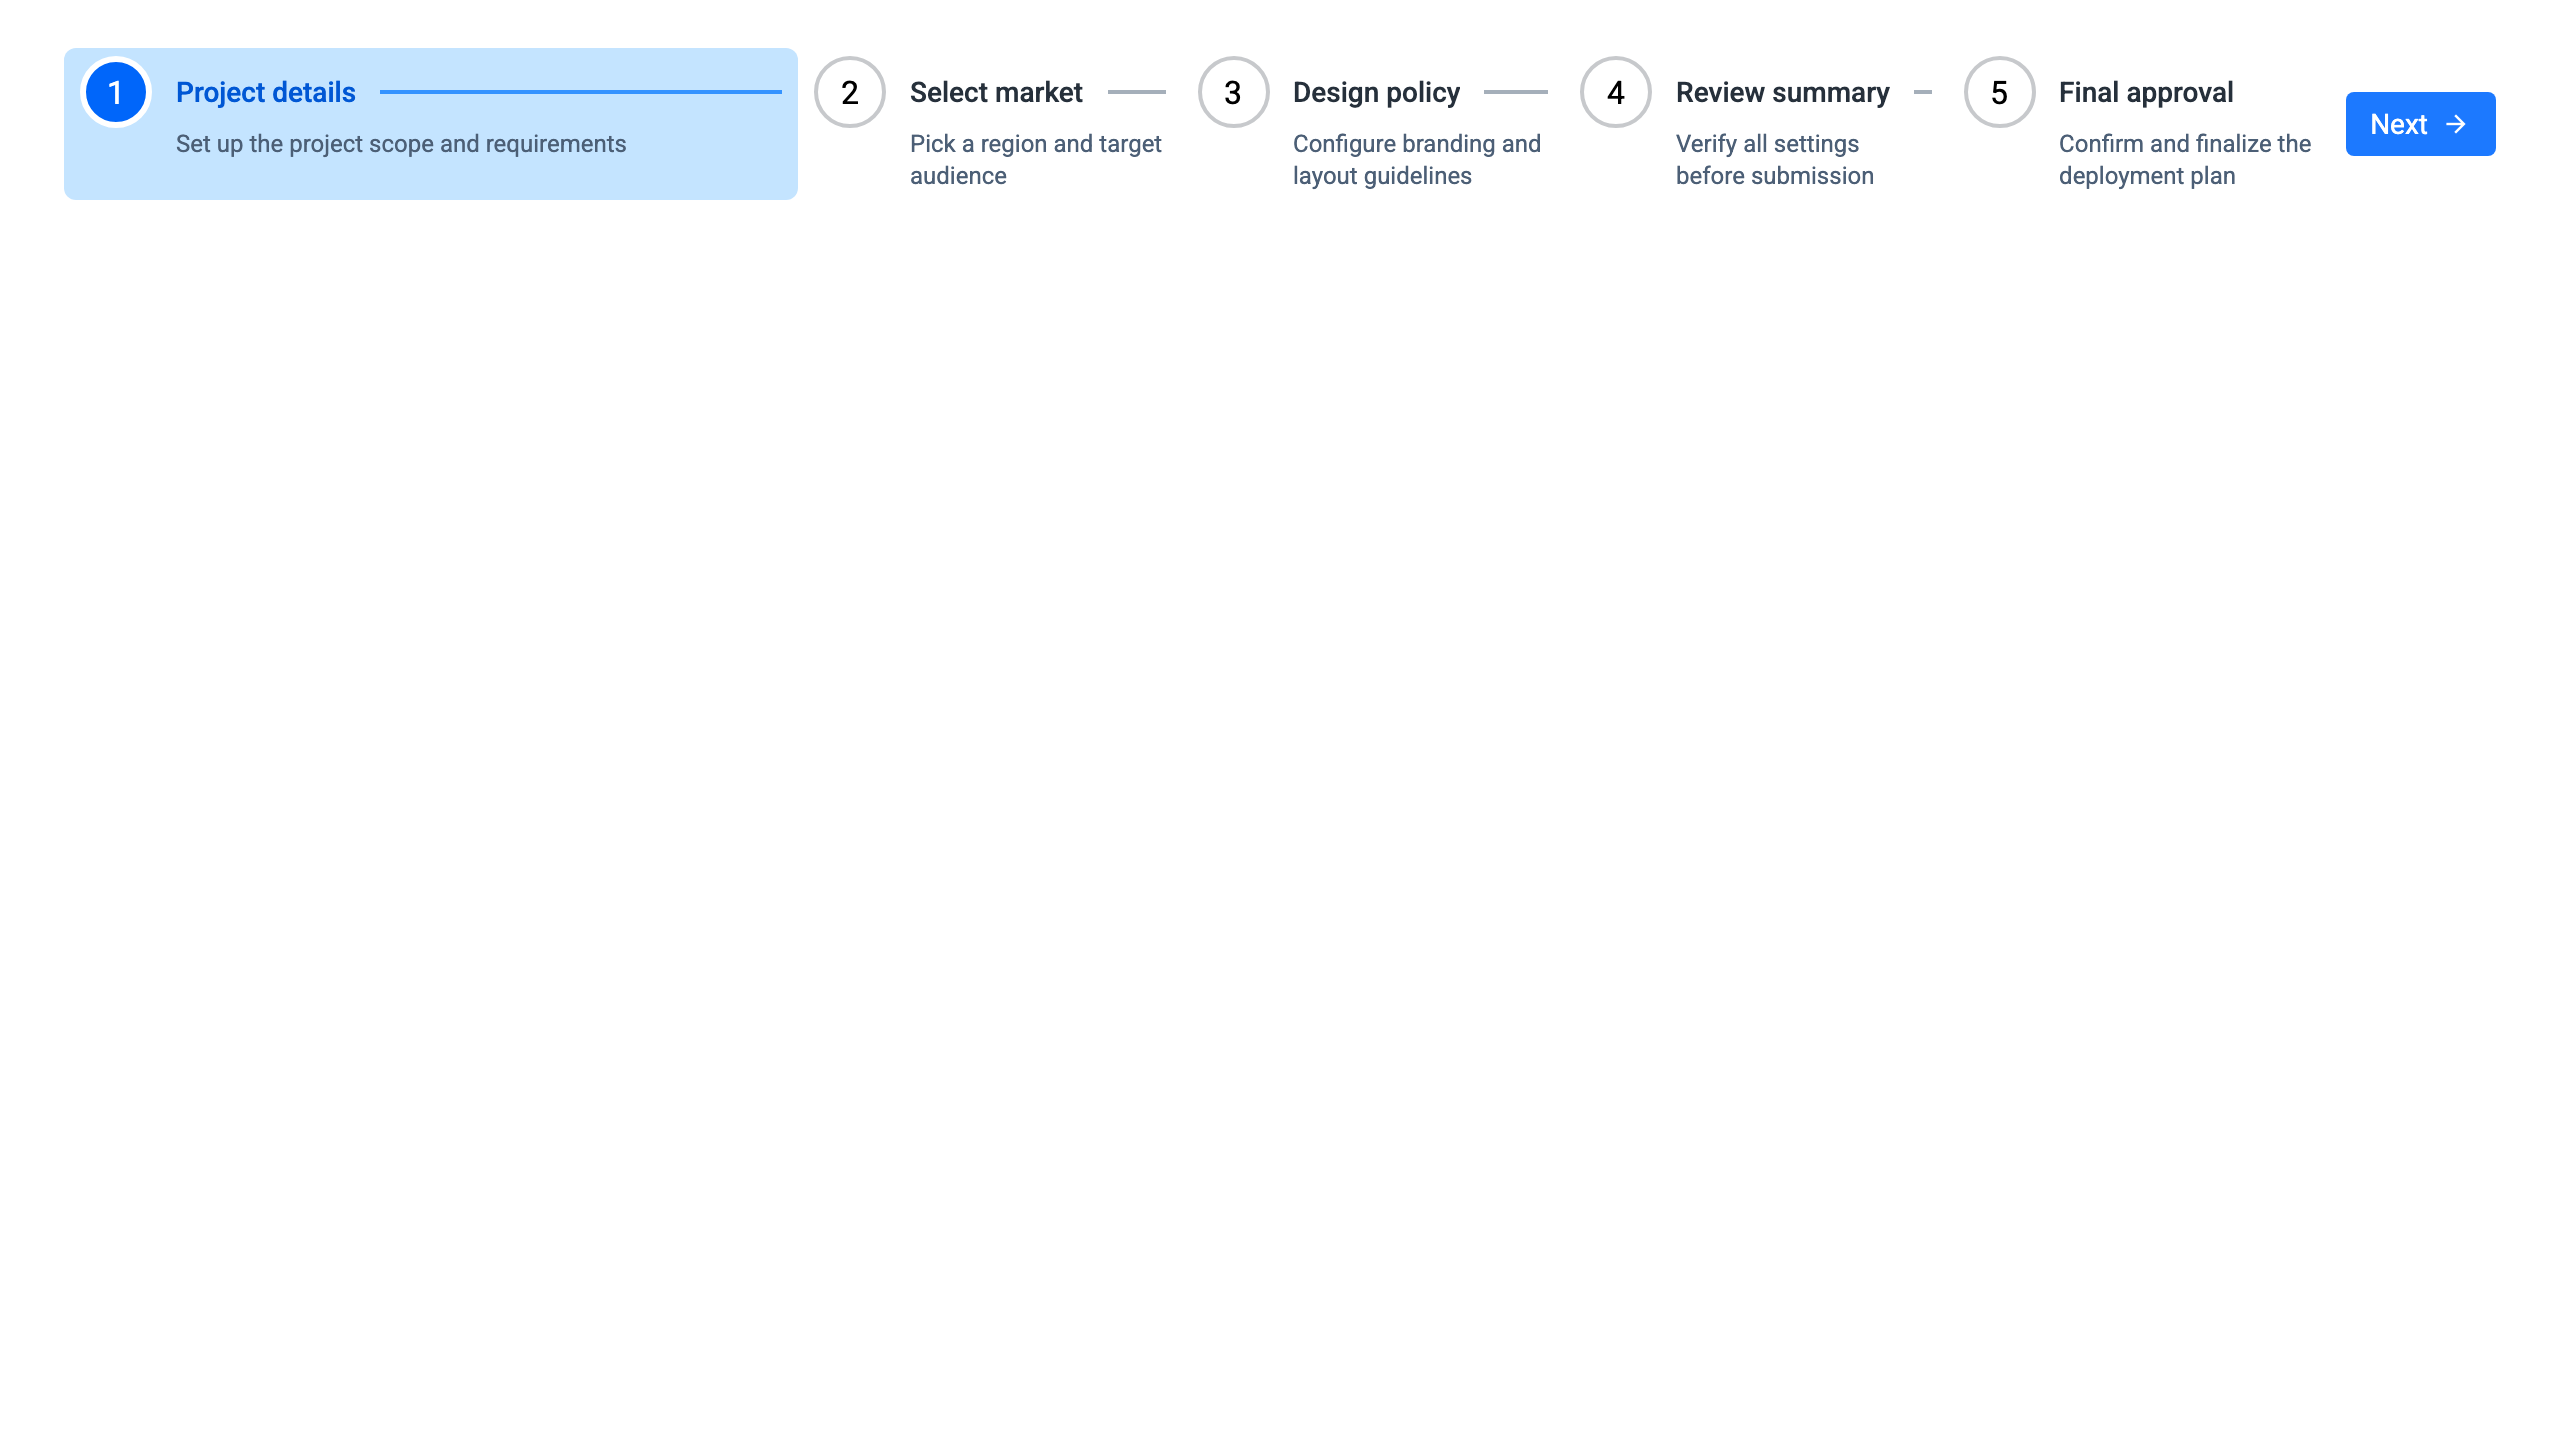 1
Project details
Set up the project scope and requirements
2
Select market
Pick a region and target
audience
3
Design policy
Configure branding and
layout guidelines
4
Review summary
Verify all settings
before submission
5
Final approval
Confirm and finalize the
deployment plan
Next